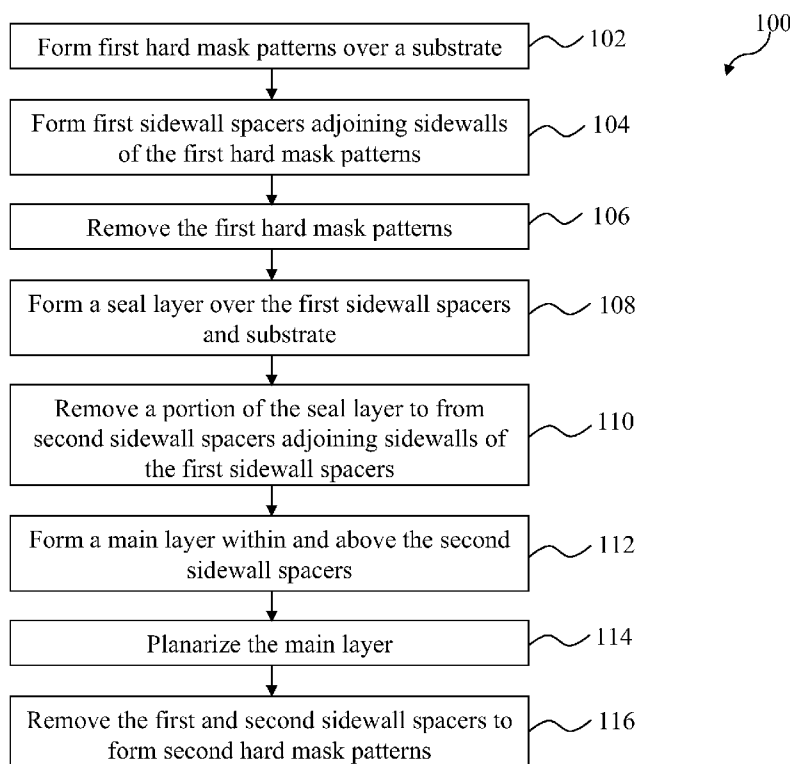 100
Form first hard mask patterns over a substrate
102
Form first sidewall spacers adjoining sidewalls
of the first hard mask patterns
104
Remove the first hard mask patterns
106
Form a seal layer over the first sidewall spacers
and substrate
108
Remove a portion of the seal layer to from
second sidewall spacers adjoining sidewalls of
the first sidewall spacers
110
Form a main layer within and above the second
sidewall spacers
112
Planarize the main layer
114
Remove the first and second sidewall spacers to
form second hard mask patterns
116